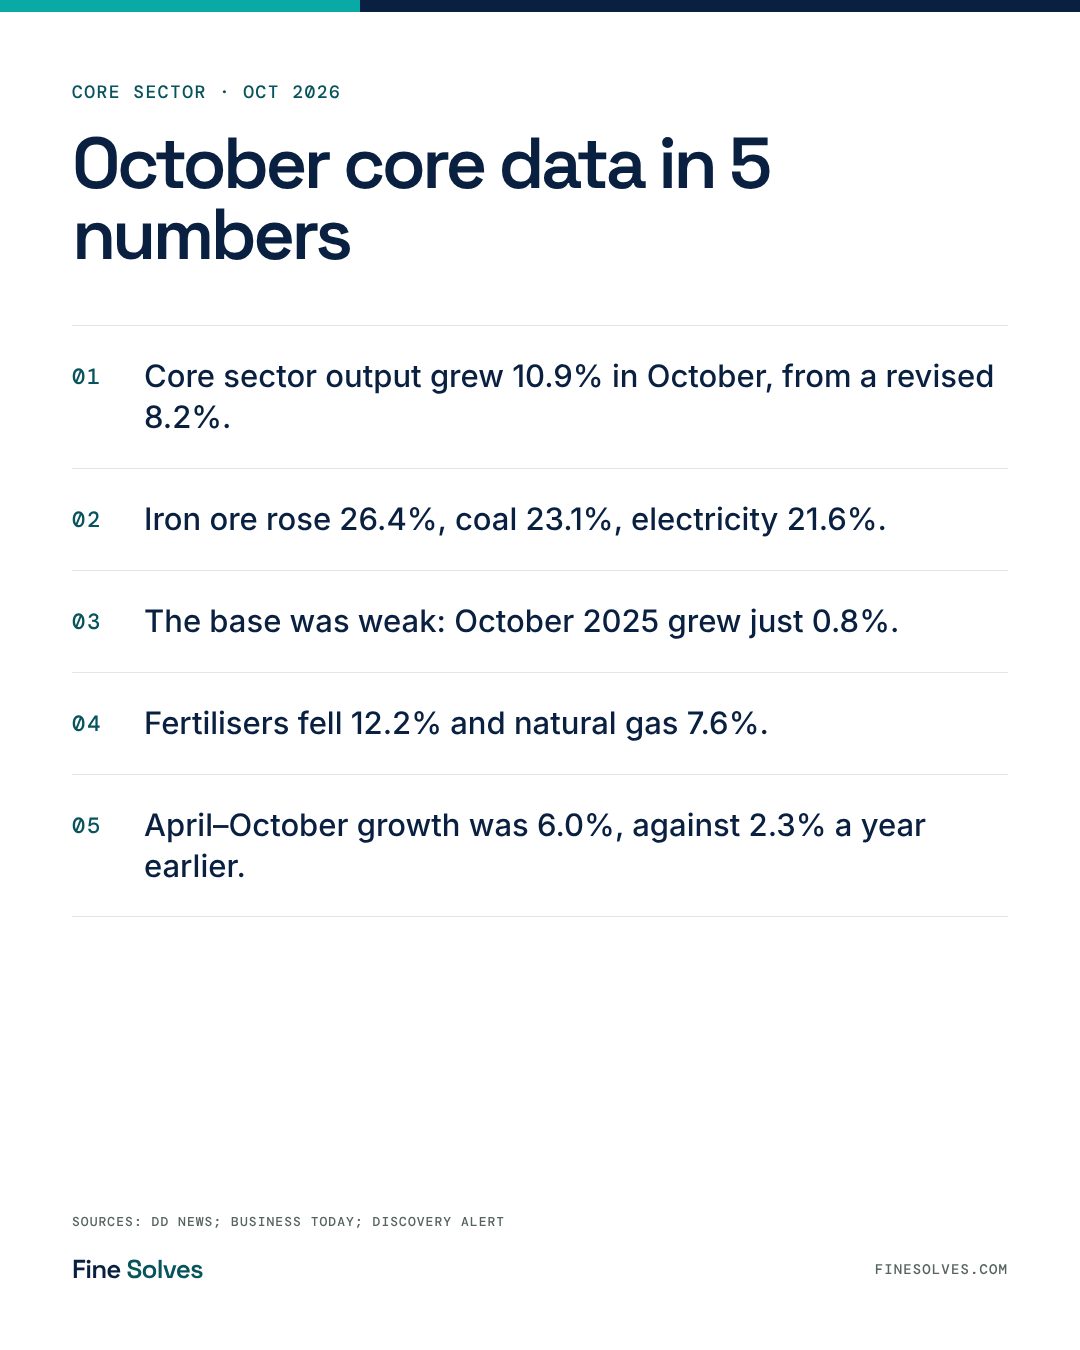 CORE SECTOR · OCT 2026
October core data in 5
numbers
01 Core sector output grew 10.9% in October, from a revised
8.2%.
02 Iron ore rose 26.4%, coal 23.1%, electricity 21.6%.
03 The base was weak: October 2025 grew just 0.8%.
04 Fertilisers fell 12.2% and natural gas 7.6%.
05 April–October growth was 6.0%, against 2.3% a year
earlier.
SOURCES: DD NEWS; BUSINESS TODAY; DISCOVERY ALERT
Fine Solves
FINESOLVES.COM